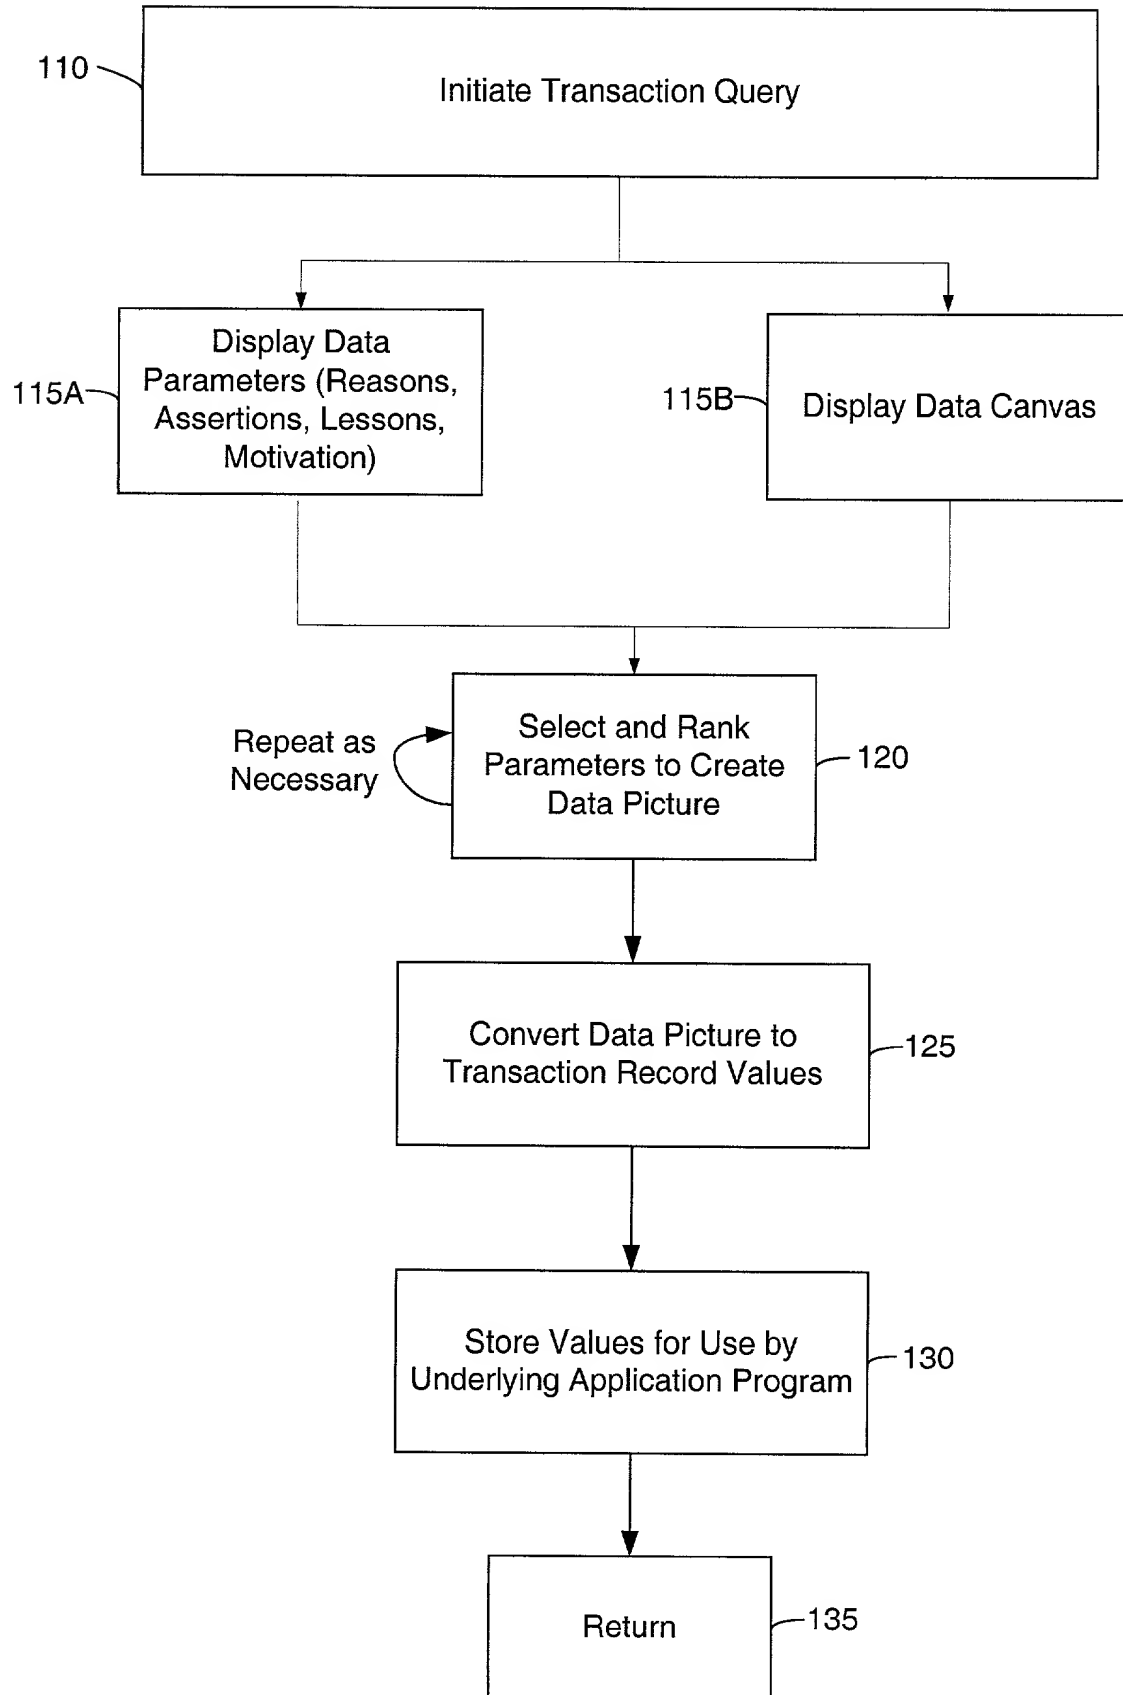 110
Initiate Transaction Query
115A
Display Data
Parameters (Reasons,
Assertions, Lessons,
Motivation)
115B
Display Data Canvas
Repeat as
Necessary
Select and Rank
Parameters to Create
Data Picture
120
Convert Data Picture to
Transaction Record Values
125
Store Values for Use by
Underlying Application Program
130
Return
135